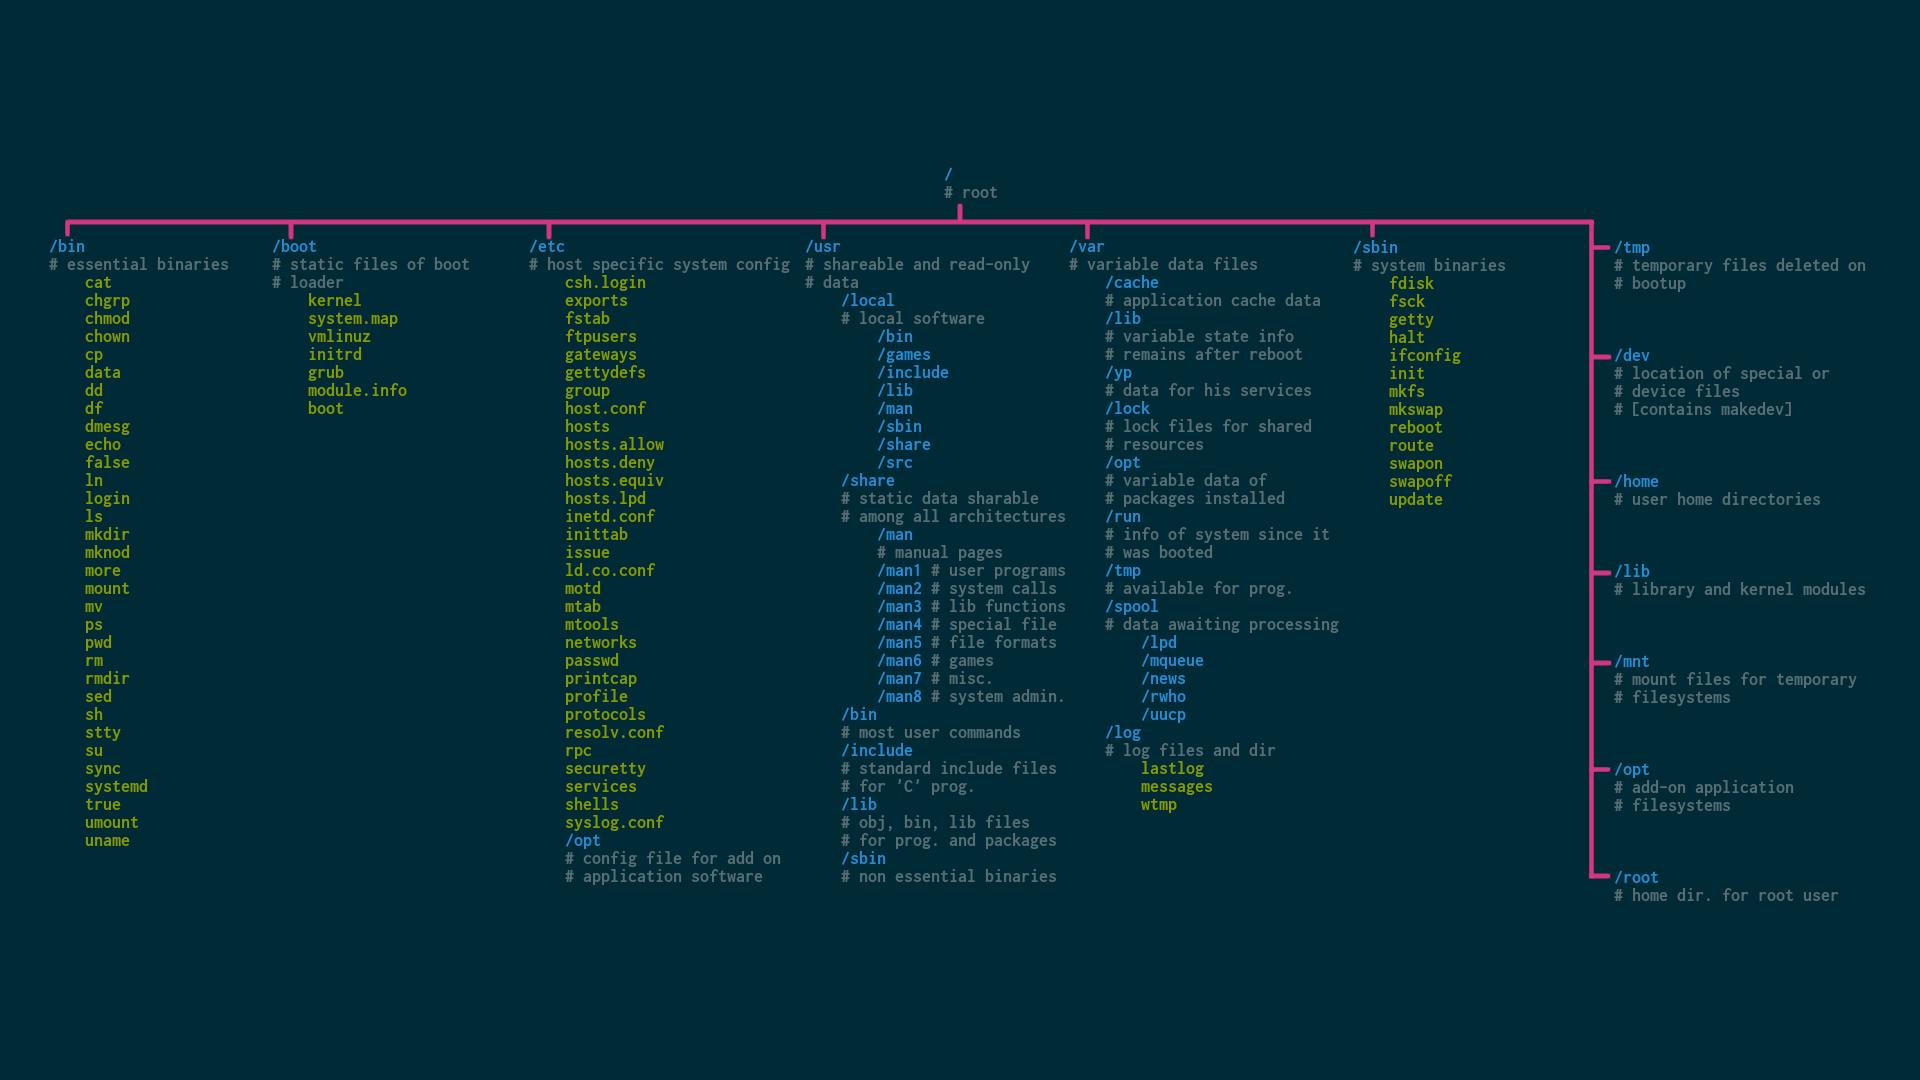 /
# root
/bin
# essential binaries
cat
chgrp
chmod
chown
cp
data
dd
df
dmesg
echo
false
ln
login
ls
mkdir
mknod
more
mount
mv
ps
pwd
rm
rmdir
sed
sh
stty
su
sync
systemd
true
umount
uname
/boot
# static files of boot
# loader
kernel
system.map
vmlinuz
initrd
grub
module.info
boot
/etc
# host specific system config
csh.login
exports
fstab
ftpusers
gateways
gettydefs
group
host.conf
hosts
hosts.allow
hosts.deny
hosts.equiv
hosts.lpd
inetd.conf
inittab
issue
ld.co.conf
motd
mtab
mtools
networks
passwd
printcap
profile
protocols
resolv.conf
rpc
securetty
services
shells
syslog.conf
/opt
# config file for add on
# application software
/usr
# shareable and read-only
# data
/local
# local software
/bin
/games
/include
/lib
/man
/sbin
/share
/src
/share
# static data sharable
# among all architectures
/man
# manual pages
/man1 # user programs
/man2 # system calls
/man3 # lib functions
/man4 # special file
/man5 # file formats
/man6 # games
/man7 # misc.
/man8 # system admin.
/bin
# most user commands
/include
# standard include files
# for 'C' prog.
/lib
# obj, bin, lib files
# for prog. and packages
/sbin
# non essential binaries
/var
# variable data files
/cache
# application cache data
/lib
# variable state info
# remains after reboot
/yp
# data for his services
/lock
# lock files for shared
# resources
/opt
# variable data of
# packages installed
/run
# info of system since it
# was booted
/tmp
# available for prog.
/spool
# data awaiting processing
/lpd
/mqueue
/news
/rwho
/uucp
/log
# log files and dir
lastlog
messages
wtmp
/sbin
# system binaries
fdisk
fsck
getty
halt
ifconfig
init
mkfs
mkswap
reboot
route
swapon
swapoff
update
/tmp
# temporary files deleted on
# bootup
/dev
# location of special or
# device files
# [contains makedev]
/home
# user home directories
/lib
# library and kernel modules
/mnt
# mount files for temporary
# filesystems
/opt
# add-on application
# filesystems
/root
# home dir. for root user